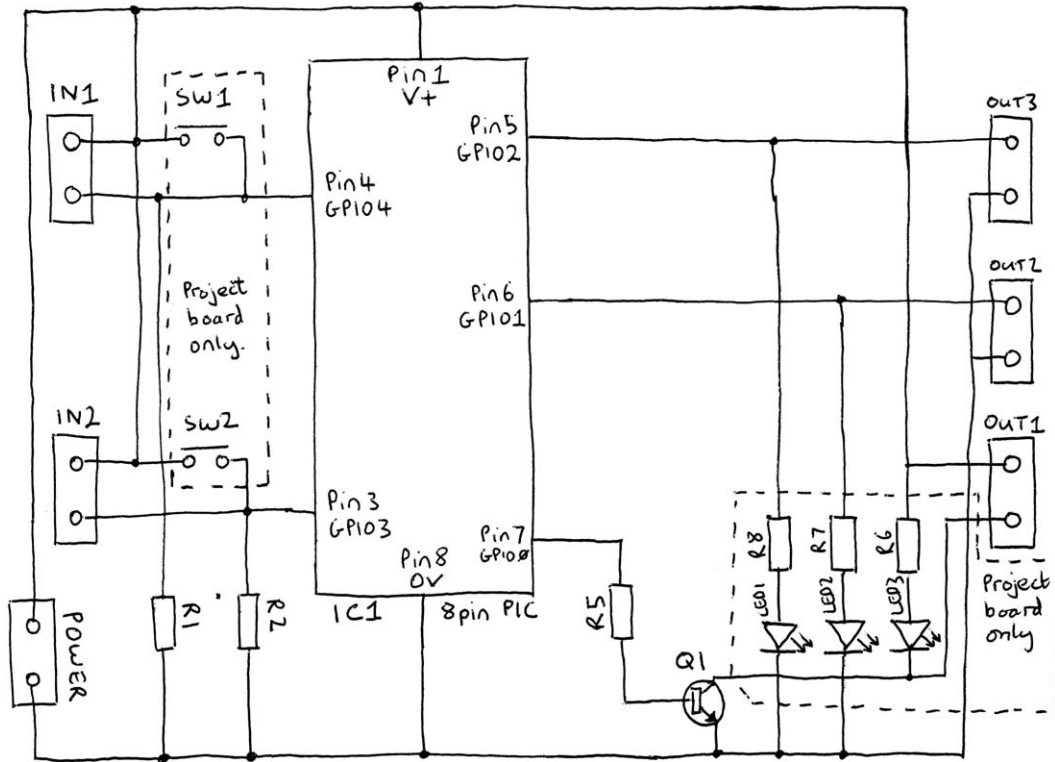 IN1
SW1
Pin1
V+
Pin5
GPIO2
OUT3
Pin4
GPIO4
Project
board
only.
Pin6
GPIO1
OUT2
IN2
SW2
OUT1
Pin3
GPIO3
Pin7
GPIO0
Pin8
0V
IC1
8pin PIC
POWER
R1
R2
R5
Q1
R8
R7
R6
LED1
LED2
LED3
Project
board
only